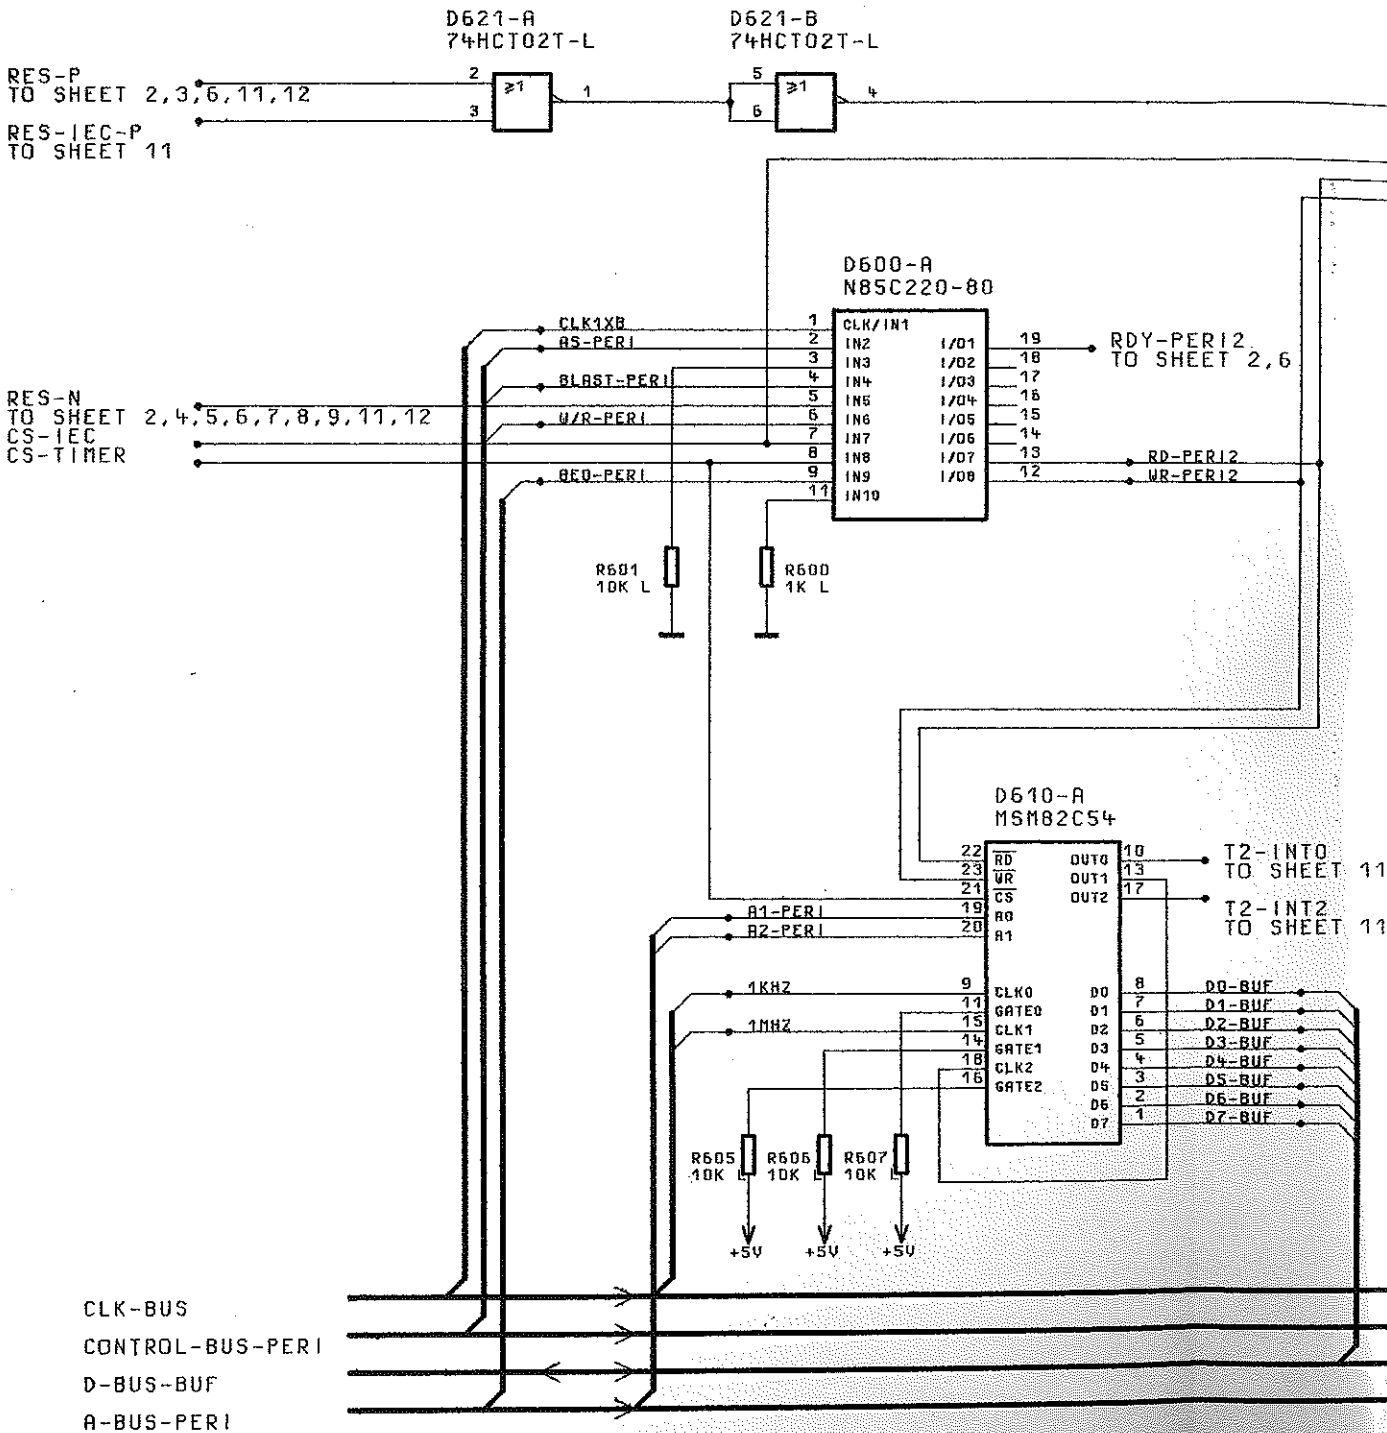 D621-A
74HCT02T-L
D621-B
74HCT02T-L
RES-P
TO SHEET 2,3,6,11,12
2
≥1
1
5
≥1
4
3
6
RES-IEC-P
TO SHEET 11
D600-A
N85C220-80
CLK1XB
1
CLK/IN1
AS-PERI
2
IN2
I/O1
19
RDY-PERI2
TO SHEET 2,6
3
IN3
I/O2
18
BLAST-PERI
4
IN4
I/O3
17
RES-N
TO SHEET 2,4,5,6,7,8,9,11,12
5
IN5
I/O4
16
W/R-PERI
6
IN6
I/O5
15
CS-IEC
7
IN7
I/O6
14
CS-TIMER
8
IN8
I/O7
13
RD-PERI2
BE0-PERI
9
IN9
I/O8
12
WR-PERI2
11
IN10
R601
10K L
R600
1K L
D610-A
MSM82C54
22
RD
OUT0
10
T2-INT0
TO SHEET 11
23
WR
OUT1
13
21
CS
OUT2
17
T2-INT2
TO SHEET 11
A1-PERI
19
A0
A2-PERI
20
A1
1KHZ
9
CLK0
D0
8
D0-BUF
11
GATE0
D1
7
D1-BUF
1MHZ
15
CLK1
D2
6
D2-BUF
14
GATE1
D3
5
D3-BUF
18
CLK2
D4
4
D4-BUF
16
GATE2
D5
3
D5-BUF
D6
2
D6-BUF
D7
1
D7-BUF
R605
10K L
R606
10K L
R607
10K L
+5V
+5V
+5V
CLK-BUS
CONTROL-BUS-PERI
D-BUS-BUF
A-BUS-PERI